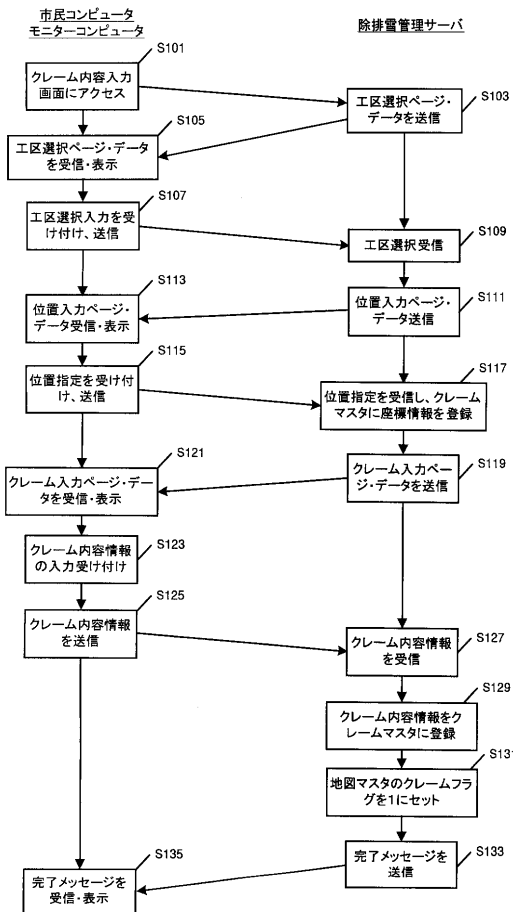 市民コンピュータ
モニターコンピュータ
除排雪管理サーバ
S101
クレーム内容入力
画面にアクセス
S103
工区選択ページ・
データを送信
S105
工区選択ページ・データ
を受信・表示
S107
工区選択入力を受
け付け、送信
S109
工区選択受信
S111
位置入力ページ・
データ送信
S113
位置入力ページ・
データ受信・表示
S115
位置指定を受け付
け、送信
S117
位置指定を受信し、クレーム
マスタに座標情報を登録
S119
クレーム入力ペー
ジ・データを送信
S121
クレーム入力ページ・デー
タを受信・表示
S123
クレーム内容情報
の入力受け付け
S125
クレーム内容情報
を送信
S127
クレーム内容情報
を受信
S129
クレーム内容情報をク
レームマスタに登録
S131
地図マスタのクレームフラ
グを1にセット
S133
完了メッセージを
送信
S135
完了メッセージを
受信・表示